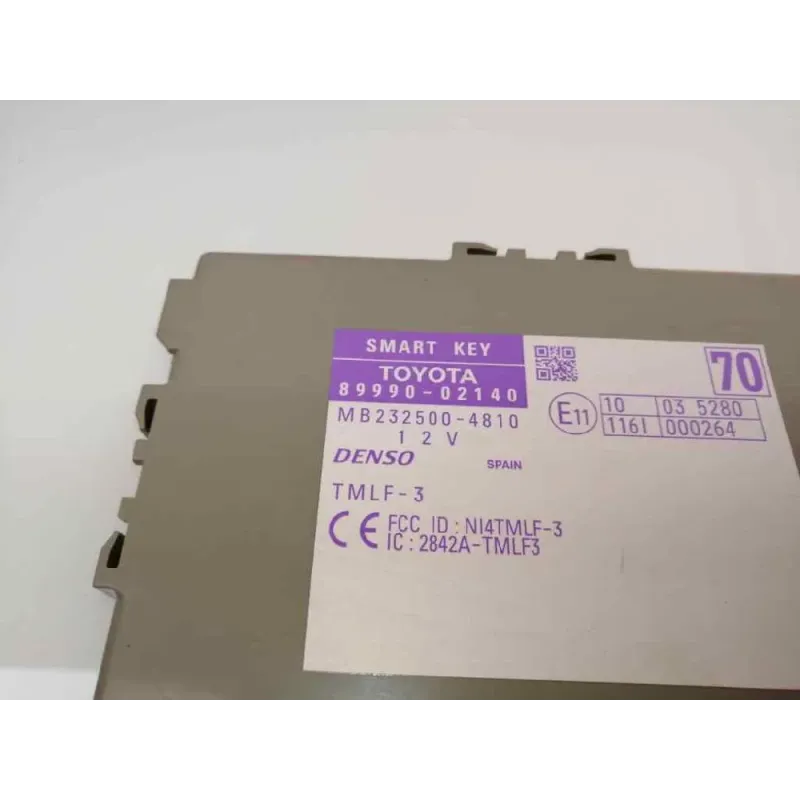 SMART KEY
TOYOTA
89990-02140
MB232500-4810
12V
DENSO SPAIN
TMLF-3
CE FCC ID : NI4TMLF-3
IC : 2842A-TMLF3
70
E11 10 03 5280
116I 000264